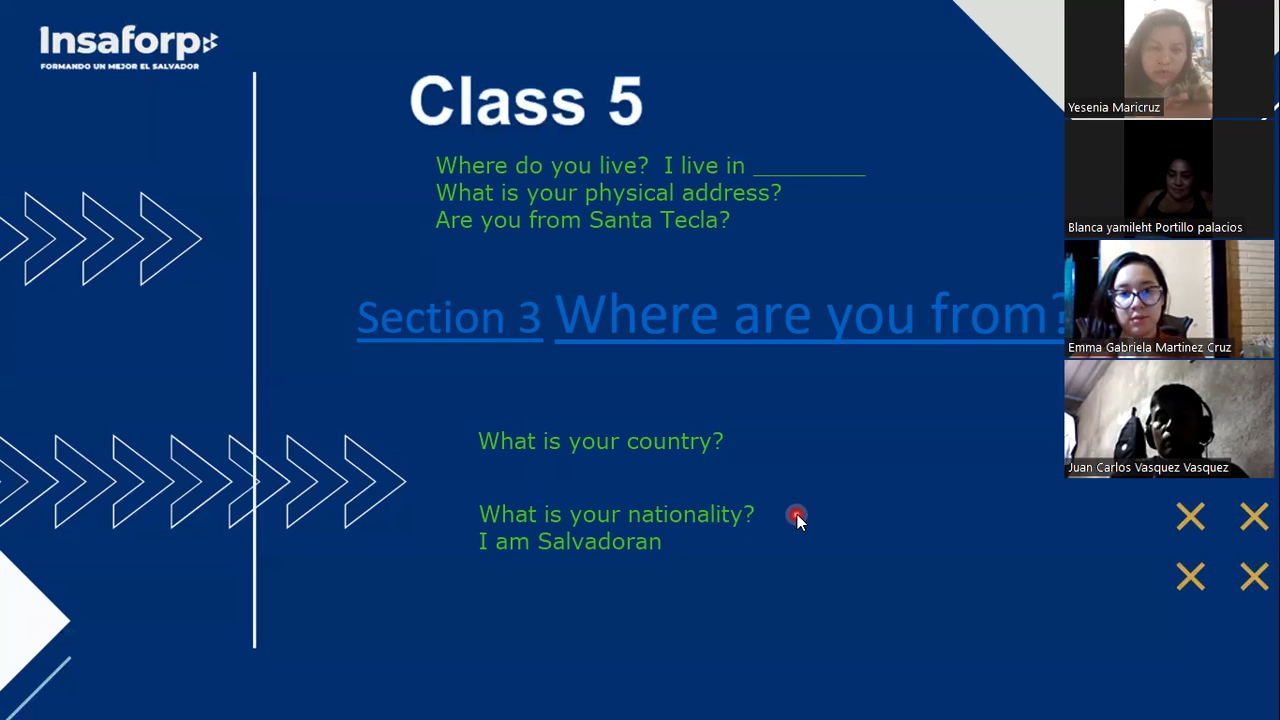 Insaforp
FORMANDO UN MEJOR EL SALVADOR
Class 5
Where do you live? I live in _________
What is your physical address?
Are you from Santa Tecla?
Section 3 Where are you from?
What is your country?
What is your nationality?
I am Salvadoran
Yesenia Maricruz
Blanca yamileht Portillo palacios
Emma Gabriela Martinez Cruz
Juan Carlos Vasquez Vasquez